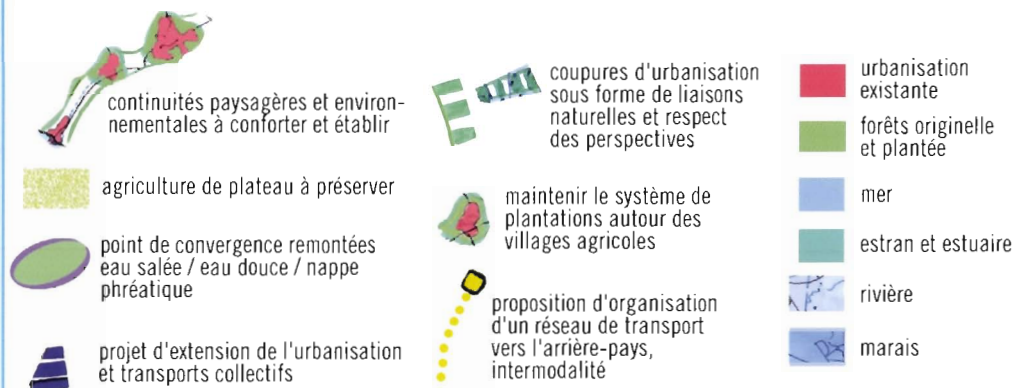 continuités paysagères et environ-
nementales à conforter et établir
agriculture de plateau à préserver
point de convergence remontées
eau salée / eau douce / nappe
phréatique
projet d'extension de l'urbanisation
et transports collectifs
coupures d'urbanisation
sous forme de liaisons
naturelles et respect
des perspectives
maintenir le système de
plantations autour des
villages agricoles
proposition d'organisation
d'un réseau de transport
vers l'arrière-pays,
intermodalité
urbanisation
existante
forêts originelle
et plantée
mer
estran et estuaire
rivière
marais